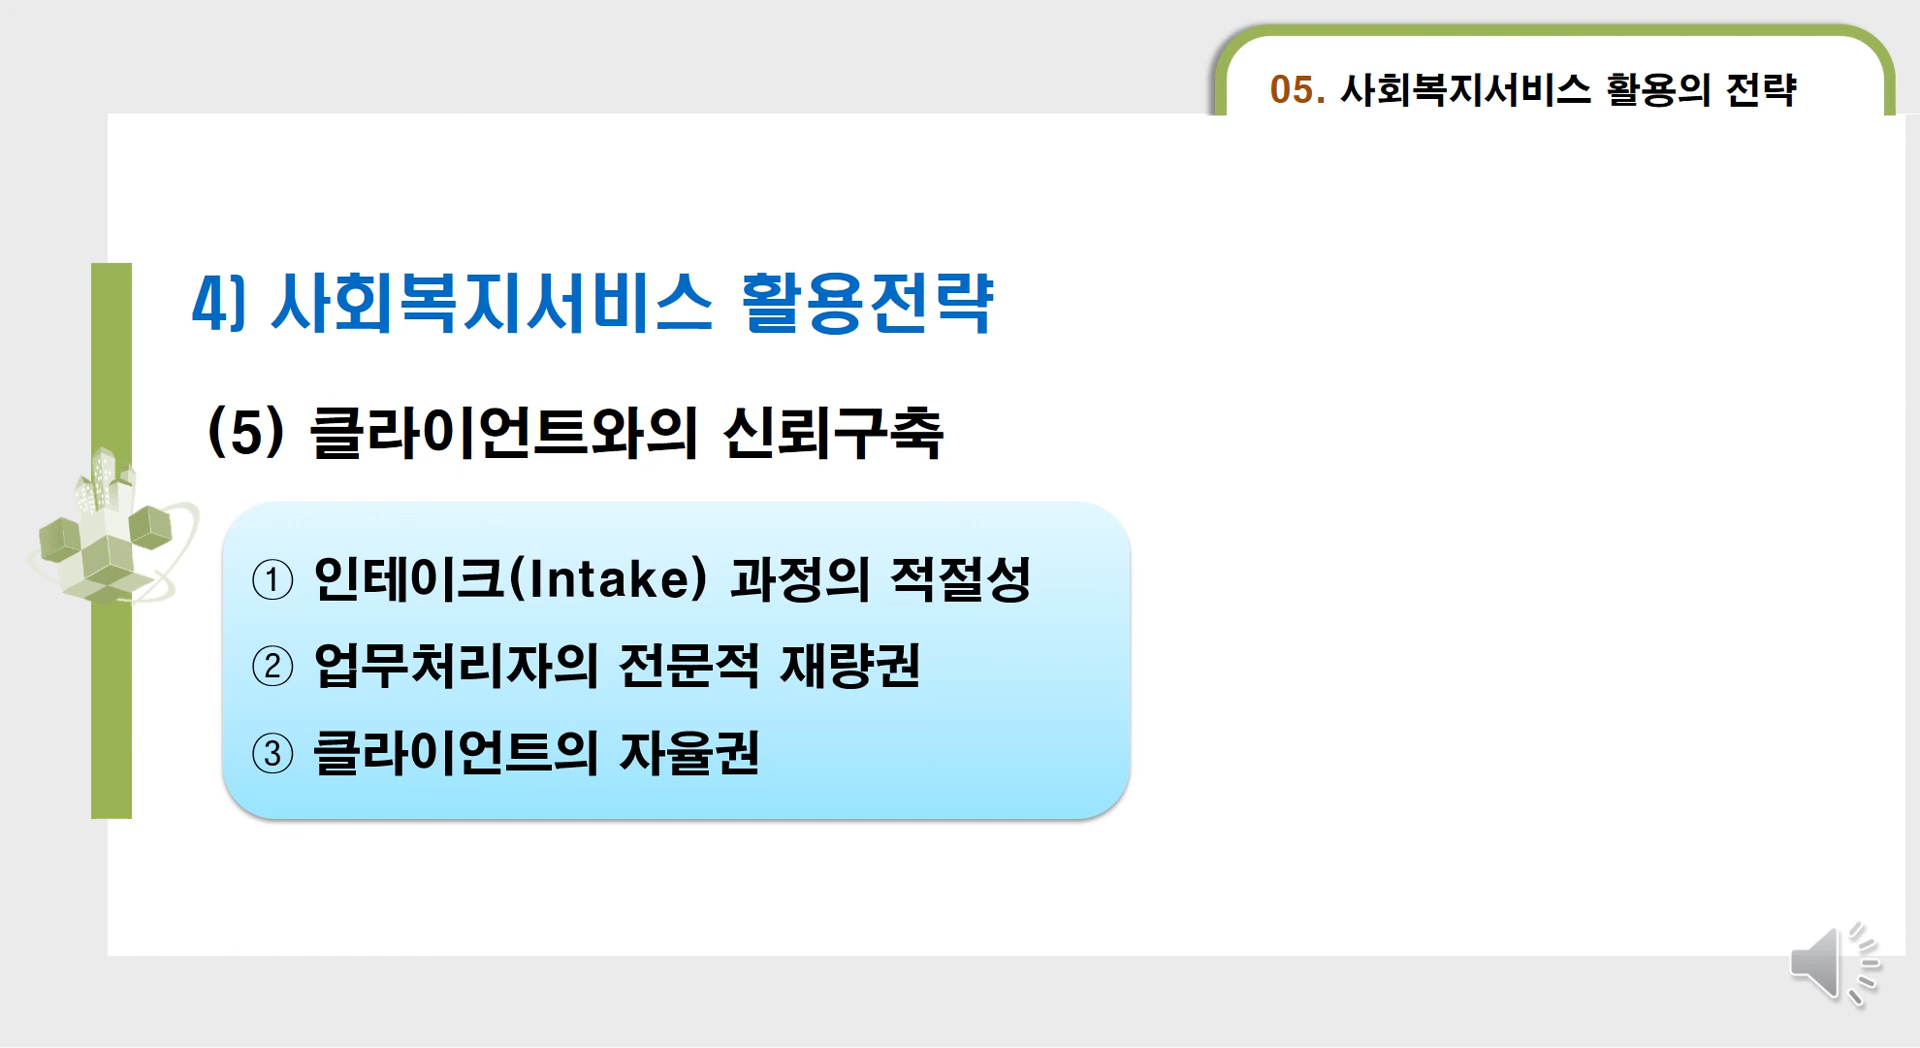 05. 사회복지서비스 활용의 전략
4) 사회복지서비스 활용전략
(5) 클라이언트와의 신뢰구축
① 인테이크(Intake) 과정의 적절성
② 업무처리자의 전문적 재량권
③ 클라이언트의 자율권